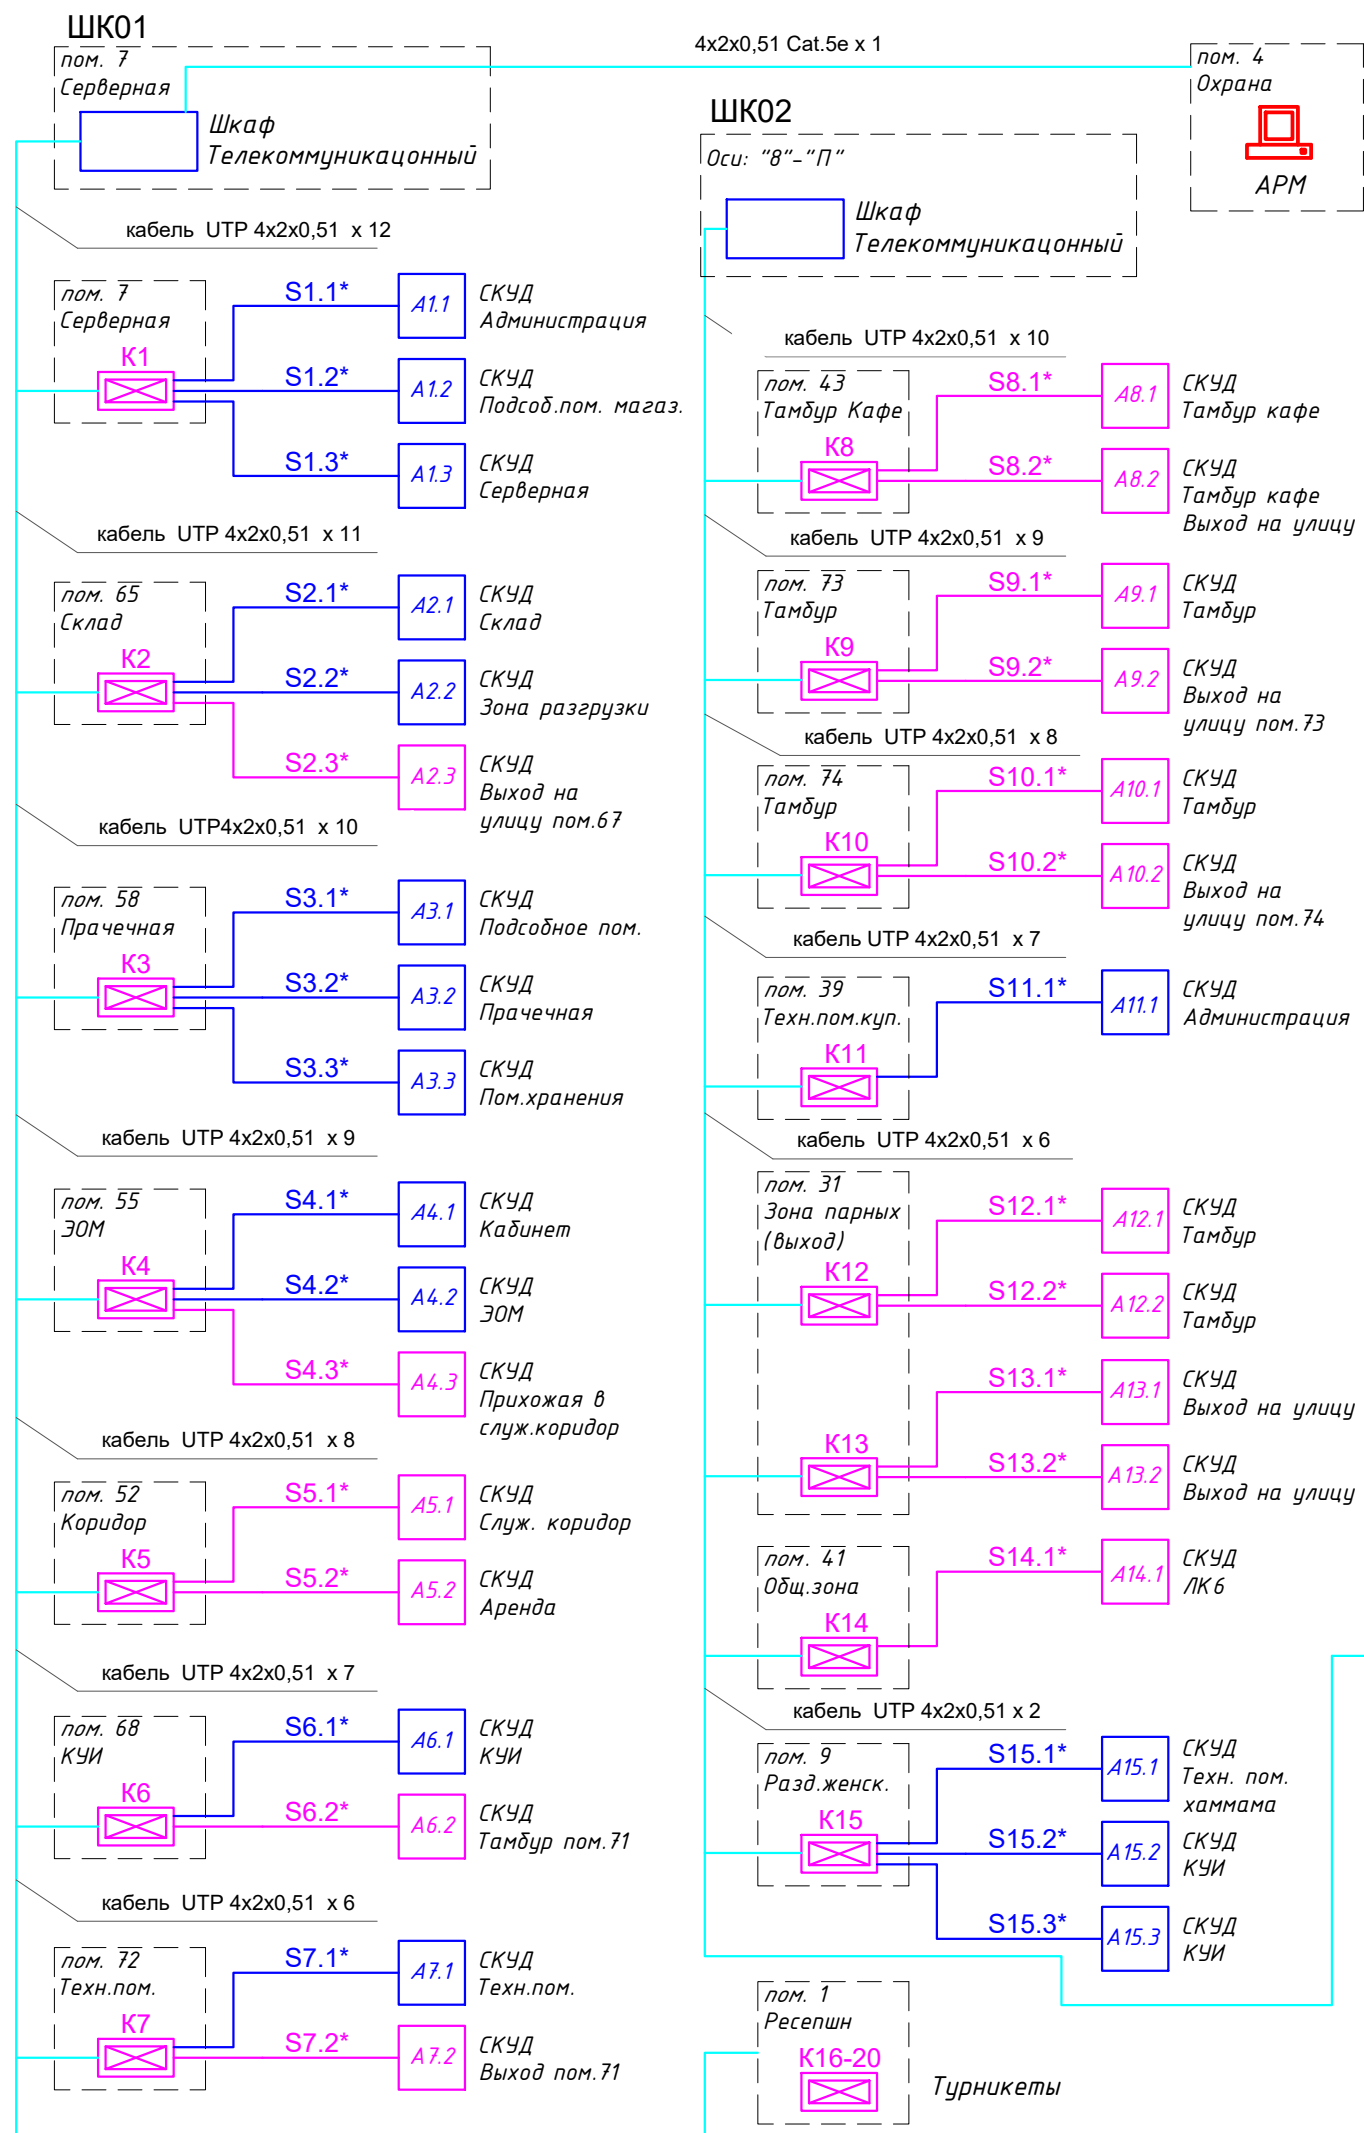 ШК01
пом. 7
Серверная
Шкаф
Телекоммуникацонный
4x2x0,51 Cat.5e x 1
пом. 4
Охрана
АРМ
кабель UTP 4x2x0,51 x 12
пом. 7
Серверная
К1
S1.1*
А1.1
СКУД
Администрация
S1.2*
А1.2
СКУД
Подсоб.пом. магаз.
S1.3*
А1.3
СКУД
Серверная
кабель UTP 4x2x0,51 x 11
пом. 65
Склад
К2
S2.1*
А2.1
СКУД
Склад
S2.2*
А2.2
СКУД
Зона разгрузки
S2.3*
А2.3
СКУД
Выход на
улицу пом.67
кабель UTP4x2x0,51 x 10
пом. 58
Прачечная
К3
S3.1*
А3.1
СКУД
Подсобное пом.
S3.2*
А3.2
СКУД
Прачечная
S3.3*
А3.3
СКУД
Пом.хранения
кабель UTP 4x2x0,51 x 9
пом. 55
ЭОМ
К4
S4.1*
А4.1
СКУД
Кабинет
S4.2*
А4.2
СКУД
ЭОМ
S4.3*
А4.3
СКУД
Прихожая в
служ.коридор
кабель UTP 4x2x0,51 x 8
пом. 52
Коридор
К5
S5.1*
А5.1
СКУД
Служ. коридор
S5.2*
А5.2
СКУД
Аренда
кабель UTP 4x2x0,51 x 7
пом. 68
КУИ
К6
S6.1*
А6.1
СКУД
КУИ
S6.2*
А6.2
СКУД
Тамбур пом.71
кабель UTP 4x2x0,51 x 6
пом. 72
Техн.пом.
К7
S7.1*
А7.1
СКУД
Техн.пом.
S7.2*
А7.2
СКУД
Выход пом.71
ШК02
Оси: "8"-"П"
Шкаф
Телекоммуникацонный
кабель UTP 4x2x0,51 x 10
пом. 43
Тамбур Кафе
К8
S8.1*
А8.1
СКУД
Тамбур кафе
S8.2*
А8.2
СКУД
Тамбур кафе
Выход на улицу
кабель UTP 4x2x0,51 x 9
пом. 73
Тамбур
К9
S9.1*
А9.1
СКУД
Тамбур
S9.2*
А9.2
СКУД
Выход на
улицу пом.73
кабель UTP 4x2x0,51 x 8
пом. 74
Тамбур
К10
S10.1*
А10.1
СКУД
Тамбур
S10.2*
А10.2
СКУД
Выход на
улицу пом.74
кабель UTP 4x2x0,51 x 7
пом. 39
Техн.пом.куп.
К11
S11.1*
А11.1
СКУД
Администрация
кабель UTP 4x2x0,51 x 6
пом. 31
Зона парных
(выход)
К12
S12.1*
А12.1
СКУД
Тамбур
S12.2*
А12.2
СКУД
Тамбур
К13
S13.1*
А13.1
СКУД
Выход на улицу
S13.2*
А13.2
СКУД
Выход на улицу
пом. 41
Общ.зона
К14
S14.1*
А14.1
СКУД
ЛК6
кабель UTP 4x2x0,51 x 2
пом. 9
Разд.женск.
К15
S15.1*
А15.1
СКУД
Техн. пом.
хаммама
S15.2*
А15.2
СКУД
КУИ
S15.3*
А15.3
СКУД
КУИ
пом. 1
Ресепшн
К16-20
Турникеты